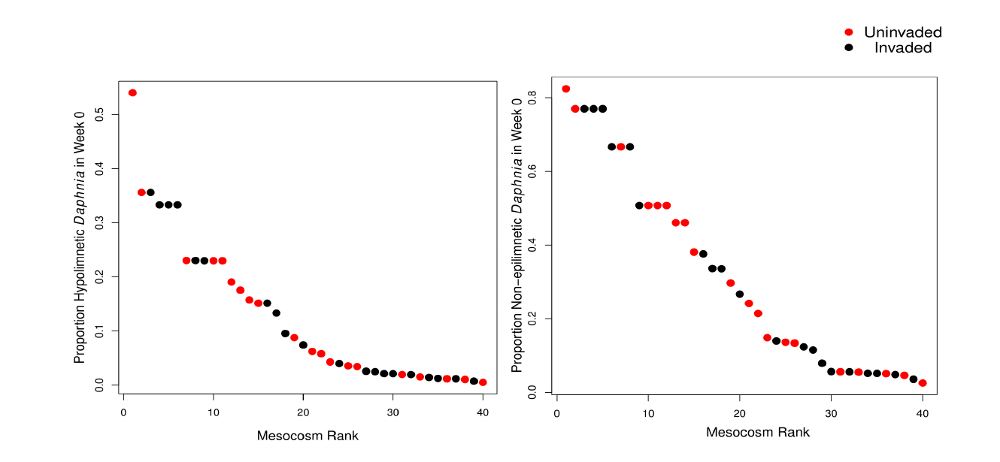 Uninvaded
Invaded
Proportion Hypolimnetic Daphnia in Week 0
0.5
0.4
0.3
0.2
0.1
0.0
0 10 20 30 40
Mesocosm Rank
Proportion Non-epilimnetic Daphnia in Week 0
0.8
0.6
0.4
0.2
0.0
0 10 20 30 40
Mesocosm Rank